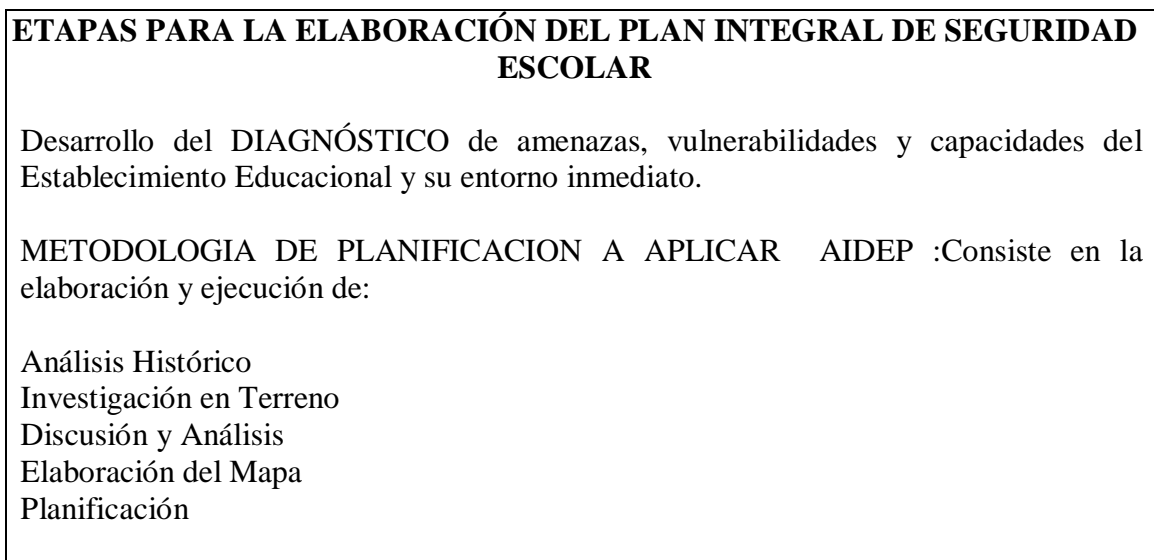 ETAPAS PARA LA ELABORACIÓN DEL PLAN INTEGRAL DE SEGURIDAD
ESCOLAR
Desarrollo del DIAGNÓSTICO de amenazas, vulnerabilidades y capacidades del
Establecimiento Educacional y su entorno inmediato.
METODOLOGIA DE PLANIFICACION A APLICAR AIDEP :Consiste en la
elaboración y ejecución de:
Análisis Histórico
Investigación en Terreno
Discusión y Análisis
Elaboración del Mapa
Planificación